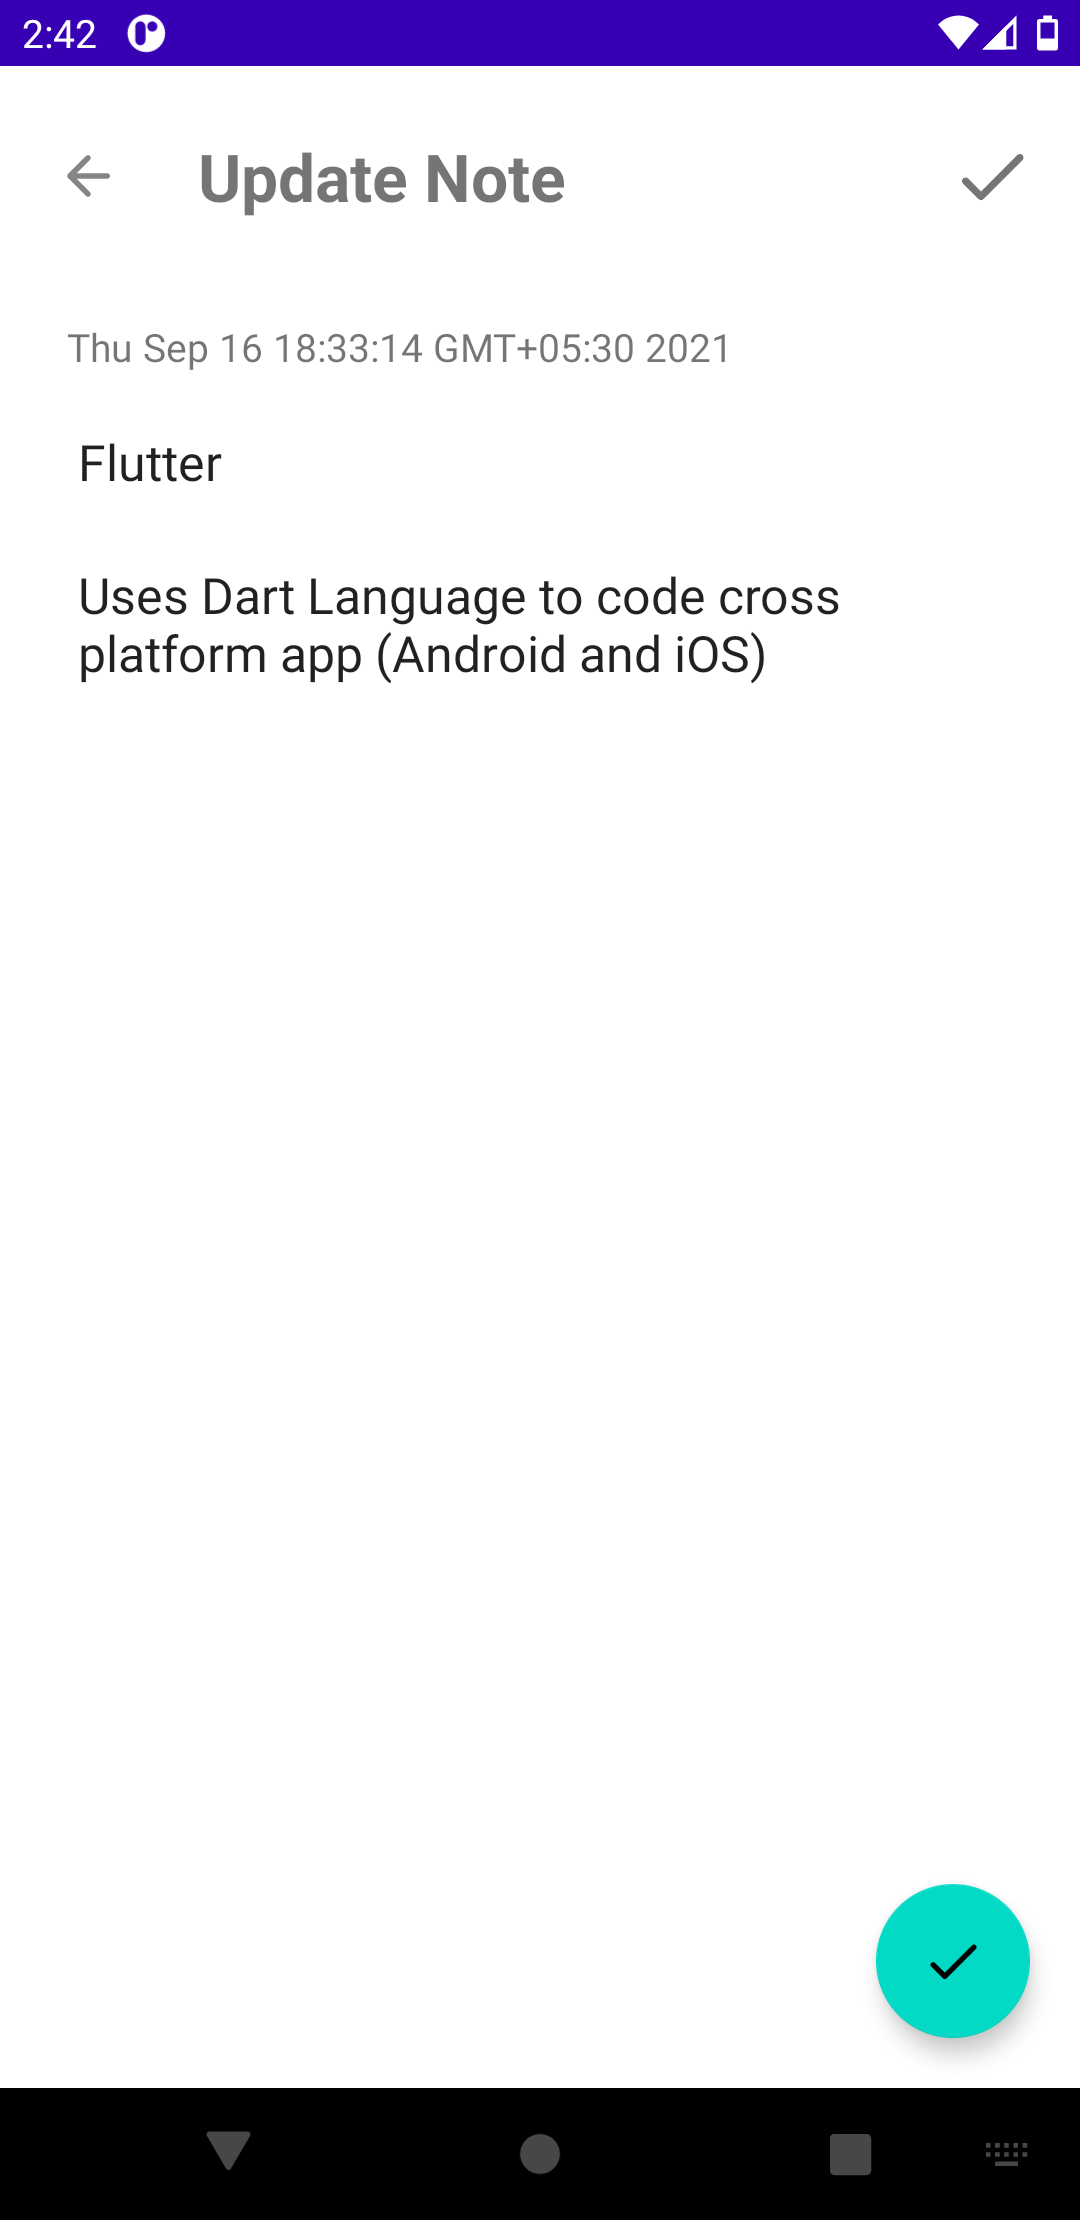 2:42
Update Note
Thu Sep 16 18:33:14 GMT+05:30 2021
Flutter
Uses Dart Language to code cross
platform app (Android and iOS)